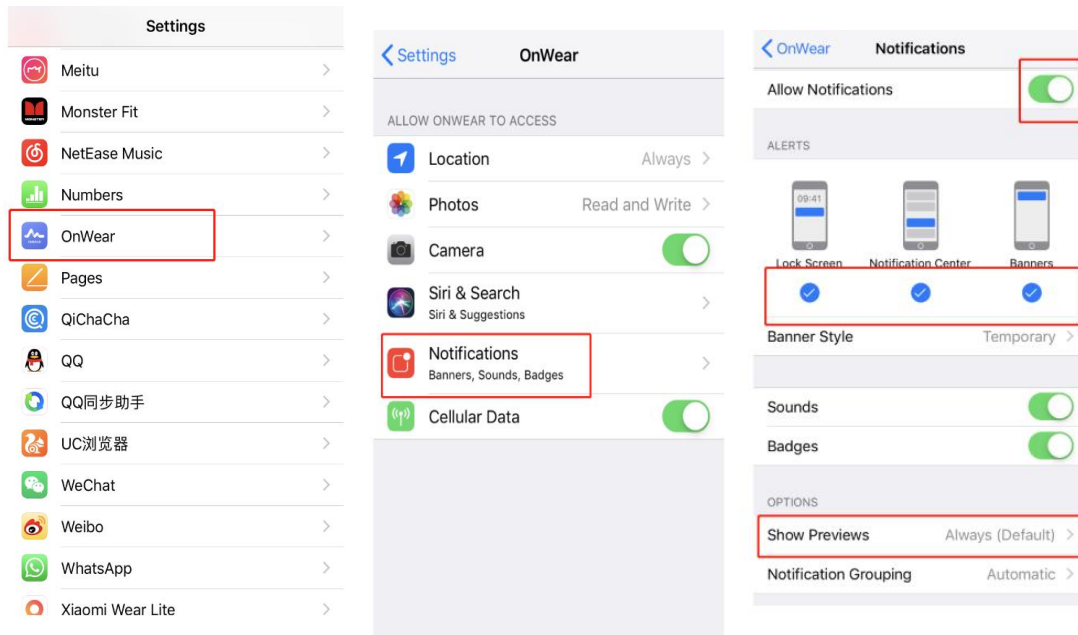 Settings
Meitu
Monster Fit
NetEase Music
Numbers
OnWear
Pages
QiChaCha
QQ
QQ同步助手
UC浏览器
WeChat
Weibo
WhatsApp
Xiaomi Wear Lite
Settings OnWear
ALLOW ONWEAR TO ACCESS
Location Always
Photos Read and Write
Camera
Siri & Search
Siri & Suggestions
Notifications
Banners, Sounds, Badges
Cellular Data
OnWear Notifications
Allow Notifications
ALERTS
09:41
Lock Screen Notification Center Banners
Banner Style Temporary
Sounds
Badges
OPTIONS
Show Previews Always (Default)
Notification Grouping Automatic